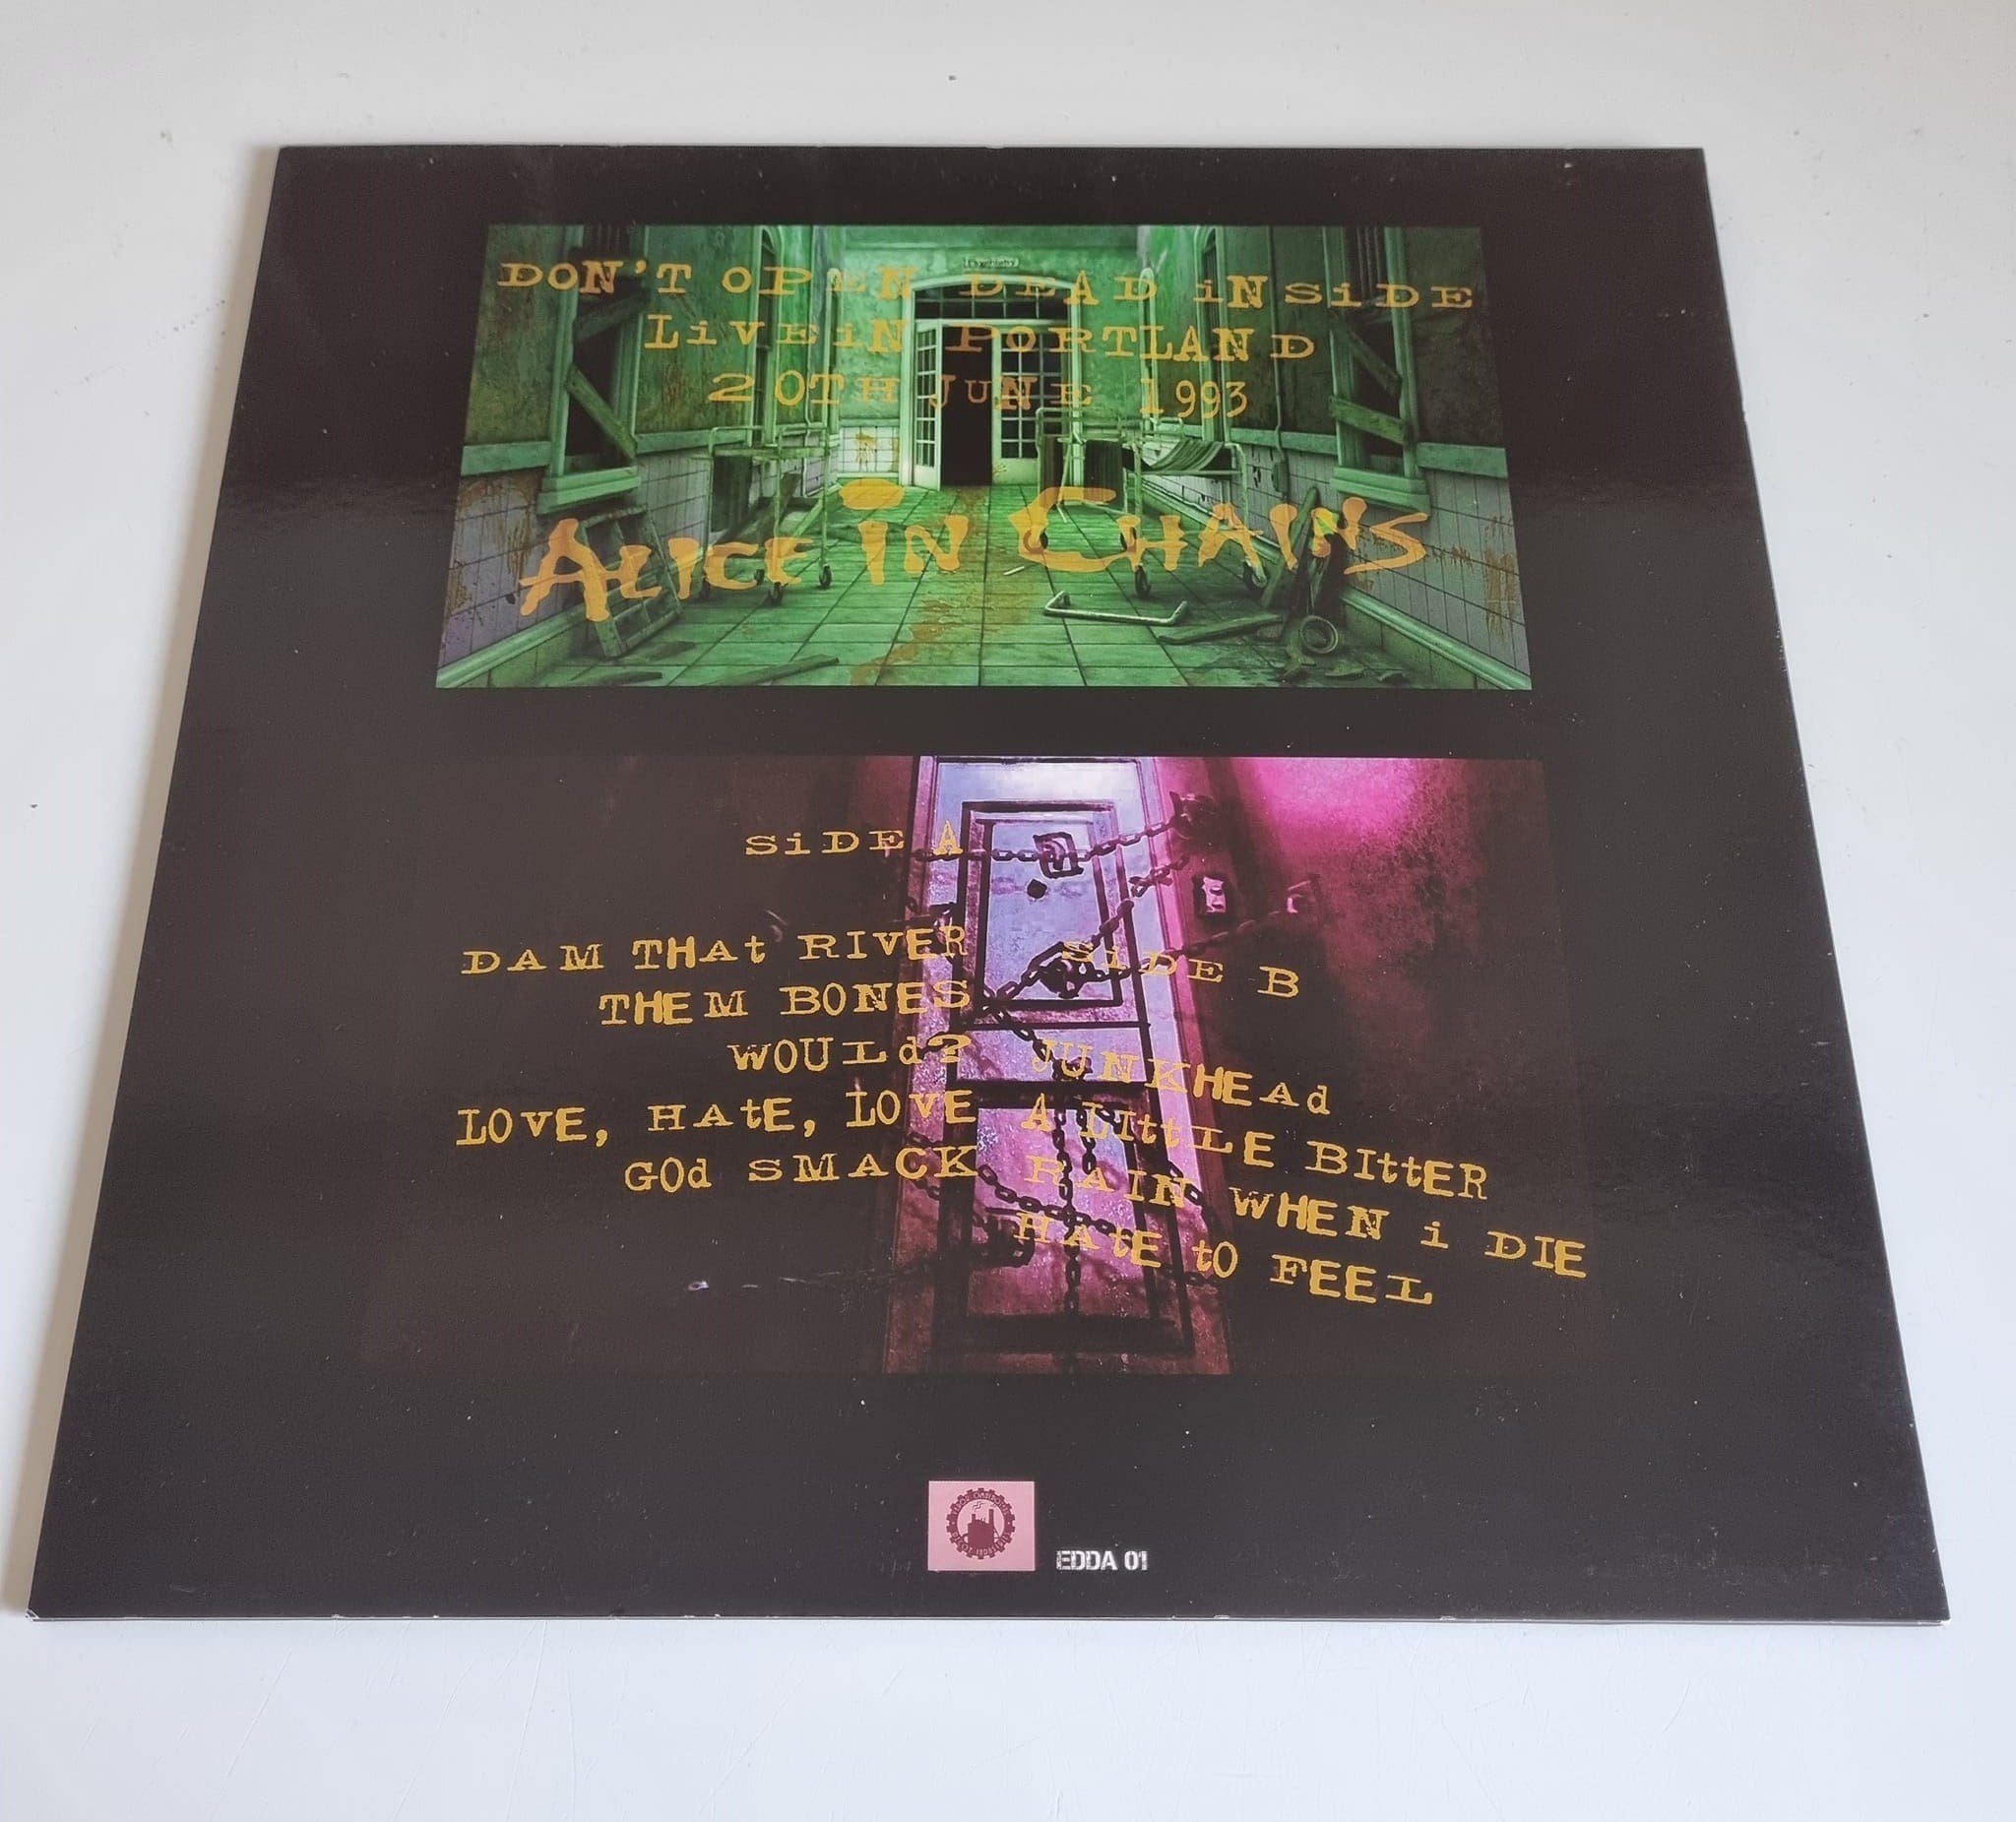 Psychiatry
DON'T OPEN DEAD iNSiDE
LiVE iN PORTLAND
20TH JUNE 1993
ALICE IN CHAINS
SiDE A
DAM THAt RIVER
THEM BONES
WOULd?
LOVE, HAtE, LOVE
GOd SMACK
SiDE B
JUNKHEAd
A LIttLE BIttER
RAIN WHEN i DIE
HAtE tO FEEL
EDDA 01